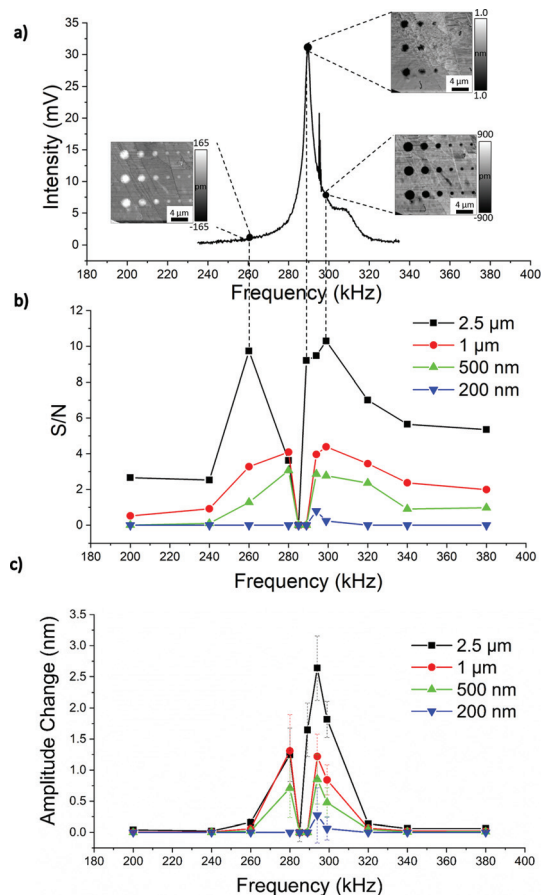 a)
Intensity (mV)
35
30
25
20
15
10
5
0
180 200 220 240 260 280 300 320 340 360 380 400
Frequency (kHz)
165
pm
-165
4 µm
1.0
nm
1.0
4 µm
900
pm
-900
4 µm
b)
S/N
12
10
8
6
4
2
0
2.5 µm
1 µm
500 nm
200 nm
180 200 220 240 260 280 300 320 340 360 380 400
Frequency (kHz)
c)
Amplitude Change (nm)
3.5
3.0
2.5
2.0
1.5
1.0
0.5
0.0
2.5 µm
1 µm
500 nm
200 nm
180 200 220 240 260 280 300 320 340 360 380 400
Frequency (kHz)